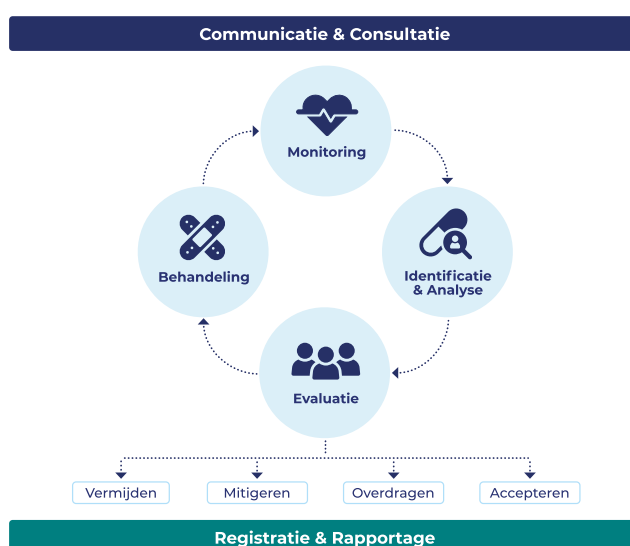 Communicatie & Consultatie
Monitoring
Behandeling
Identificatie
& Analyse
Evaluatie
Vermijden
Mitigeren
Overdragen
Accepteren
Registratie & Rapportage